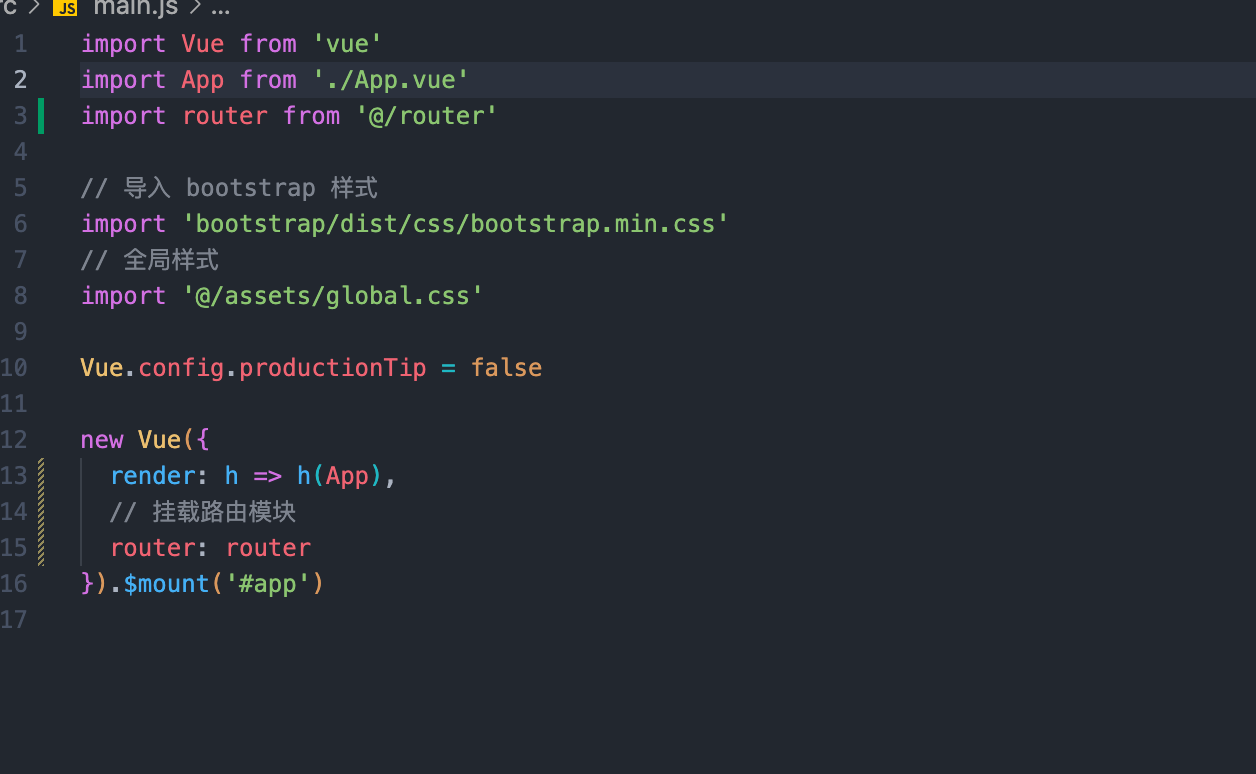 rc > JS main.js > ...
1 import Vue from 'vue'
2 import App from './App.vue'
3 import router from '@/router'
4
5 // 导入 bootstrap 样式
6 import 'bootstrap/dist/css/bootstrap.min.css'
7 // 全局样式
8 import '@/assets/global.css'
9
10 Vue.config.productionTip = false
11
12 new Vue({
13 render: h => h(App),
14 // 挂载路由模块
15 router: router
16 }).$mount('#app')
17